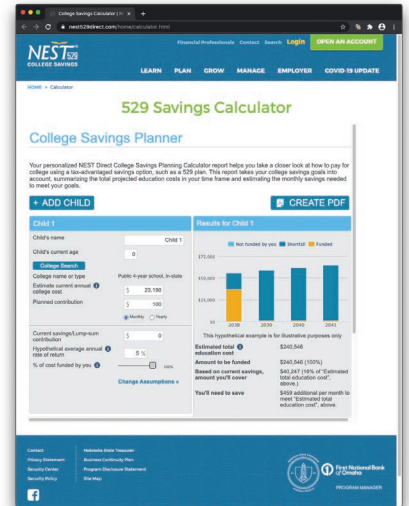 College Savings Calculator | N
nest529direct.com/home/calculator.html
Financial Professionals Contact Search Login OPEN AN ACCOUNT
NEST 529
COLLEGE SAVINGS
LEARN PLAN GROW MANAGE EMPLOYER COVID-19 UPDATE
HOME » Calculator
529 Savings Calculator
College Savings Planner
Your personalized NEST Direct College Savings Planning Calculator report helps you take a closer look at how to pay for
college using a tax-advantaged savings option, such as a 529 plan. This report takes your college savings goals into
account, summarizing the total projected education costs in your time frame and estimating the monthly savings needed
to meet your goals.
+ ADD CHILD
CREATE PDF
Child 1
Child's name Child 1
Child's current age 0
College Search
College name or type Public 4-year school, in-state
Estimate current annual
college cost $ 23,190
Planned contribution $ 100
Monthly Yearly
Current savings/Lump-sum
contribution $ 0
Hypothetical average annual
rate of return 5 %
% of cost funded by you 100%
Change Assumptions »
Results for Child 1
Not funded by you Shortfall Funded
$75,000
$50,000
$25,000
$0
2038 2039 2040 2041
This hypothetical example is for illustrative purposes only
Estimated total
education cost $240,546
Amount to be funded $240,546 (100%)
Based on current savings,
amount you'll cover $40,247 (16% of "Estimated
total education cost",
above.)
You'll need to save $459 additional per month to
meet "Estimated total
education cost", above.
Contact
Privacy Statement
Security Center
Security Policy
Nebraska State Treasurer
Business Continuity Plan
Program Disclosure Statement
Site Map
First National Bank
of Omaha
PROGRAM MANAGER